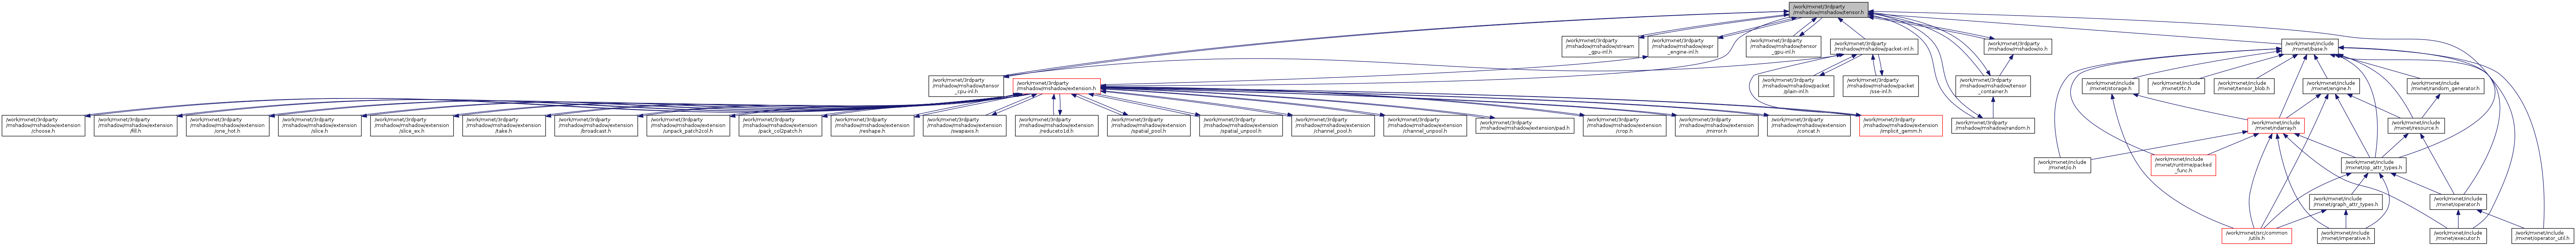 /work/mxnet/3rdparty
/mshadow/mshadow/tensor.h
/work/mxnet/3rdparty
/mshadow/mshadow/stream
_gpu-inl.h
/work/mxnet/3rdparty
/mshadow/mshadow/expr
_engine-inl.h
/work/mxnet/3rdparty
/mshadow/mshadow/tensor
_gpu-inl.h
/work/mxnet/3rdparty
/mshadow/mshadow/packet-inl.h
/work/mxnet/3rdparty
/mshadow/mshadow/io.h
/work/mxnet/include
/mxnet/base.h
/work/mxnet/3rdparty
/mshadow/mshadow/tensor
_cpu-inl.h
/work/mxnet/3rdparty
/mshadow/mshadow/extension.h
/work/mxnet/3rdparty
/mshadow/mshadow/packet
/plain-inl.h
/work/mxnet/3rdparty
/mshadow/mshadow/packet
/sse-inl.h
/work/mxnet/3rdparty
/mshadow/mshadow/tensor
_container.h
/work/mxnet/include
/mxnet/storage.h
/work/mxnet/include
/mxnet/rtc.h
/work/mxnet/include
/mxnet/tensor_blob.h
/work/mxnet/include
/mxnet/engine.h
/work/mxnet/include
/mxnet/random_generator.h
/work/mxnet/3rdparty
/mshadow/mshadow/extension
/choose.h
/work/mxnet/3rdparty
/mshadow/mshadow/extension
/fill.h
/work/mxnet/3rdparty
/mshadow/mshadow/extension
/one_hot.h
/work/mxnet/3rdparty
/mshadow/mshadow/extension
/slice.h
/work/mxnet/3rdparty
/mshadow/mshadow/extension
/slice_ex.h
/work/mxnet/3rdparty
/mshadow/mshadow/extension
/take.h
/work/mxnet/3rdparty
/mshadow/mshadow/extension
/broadcast.h
/work/mxnet/3rdparty
/mshadow/mshadow/extension
/unpack_patch2col.h
/work/mxnet/3rdparty
/mshadow/mshadow/extension
/pack_col2patch.h
/work/mxnet/3rdparty
/mshadow/mshadow/extension
/reshape.h
/work/mxnet/3rdparty
/mshadow/mshadow/extension
/swapaxis.h
/work/mxnet/3rdparty
/mshadow/mshadow/extension
/reduceto1d.h
/work/mxnet/3rdparty
/mshadow/mshadow/extension
/spatial_pool.h
/work/mxnet/3rdparty
/mshadow/mshadow/extension
/spatial_unpool.h
/work/mxnet/3rdparty
/mshadow/mshadow/extension
/channel_pool.h
/work/mxnet/3rdparty
/mshadow/mshadow/extension
/channel_unpool.h
/work/mxnet/3rdparty
/mshadow/mshadow/extension/pad.h
/work/mxnet/3rdparty
/mshadow/mshadow/extension
/crop.h
/work/mxnet/3rdparty
/mshadow/mshadow/extension
/mirror.h
/work/mxnet/3rdparty
/mshadow/mshadow/extension
/concat.h
/work/mxnet/3rdparty
/mshadow/mshadow/extension
/implicit_gemm.h
/work/mxnet/3rdparty
/mshadow/mshadow/random.h
/work/mxnet/include
/mxnet/ndarray.h
/work/mxnet/include
/mxnet/resource.h
/work/mxnet/include
/mxnet/io.h
/work/mxnet/include
/mxnet/runtime/packed
_func.h
/work/mxnet/include
/mxnet/op_attr_types.h
/work/mxnet/include
/mxnet/graph_attr_types.h
/work/mxnet/include
/mxnet/operator.h
/work/mxnet/src/common
/utils.h
/work/mxnet/include
/mxnet/imperative.h
/work/mxnet/include
/mxnet/executor.h
/work/mxnet/include
/mxnet/operator_util.h